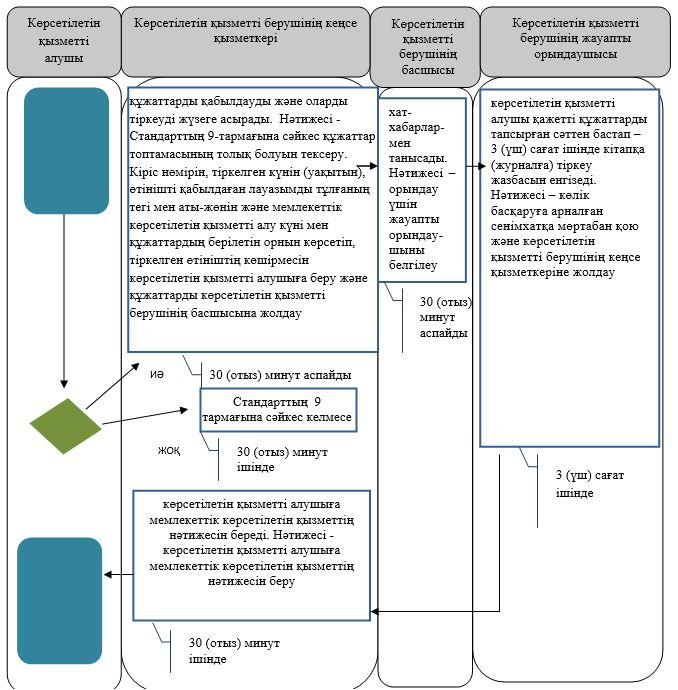 Көрсетілетін
қызметті
алушы
Көрсетілетін қызметті берушінің кеңсе
қызметкері
Көрсетілетін
қызметті
берушінің
басшысы
Көрсетілетін қызметті
берушінің жауапты
орындаушысы
құжаттарды қабылдауды және оларды
тіркеуді жүзеге асырады. Нәтижесі -
Стандарттың 9-тармағына сәйкес құжаттар
топтамасының толық болуын тексеру.
Кіріс нөмірін, тіркелген күнін (уақытын),
өтінішті қабылдаған лауазымды тұлғаның
тегі мен аты-жөнін және мемлекеттік
көрсетілетін қызметті алу күні мен
құжаттардың берілетін орнын көрсетіп,
тіркелген өтініштің көшірмесін
көрсетілетін қызметті алушыға беру және
құжаттарды көрсетілетін қызметті
берушінің басшысына жолдау
хат-
хабарлар-
мен
танысады.
Нәтижесі –
орындау
үшін
жауапты
орындау-
шыны
белгілеу
көрсетілетін қызметті
алушы қажетті құжаттарды
тапсырған сәттен бастап –
3 (үш) сағат ішінде кітапқа
(журналға) тіркеу
жазбасын енгізеді.
Нәтижесі – көлік
басқаруға арналған
сенімхатқа мөртабан қою
және көрсетілетін
қызметті берушінің кеңсе
қызметкеріне жолдау
30 (отыз)
минут
аспайды
иә
30 (отыз) минут аспайды
Стандарттың 9
тармағына сәйкес келмесе
жоқ
30 (отыз) минут
ішінде
3 (үш) сағат
ішінде
көрсетілетін қызметті алушыға
мемлекеттік көрсетілетін қызметтің
нәтижесін береді. Нәтижесі -
көрсетілетін қызметті алушыға
мемлекеттік көрсетілетін қызметтің
нәтижесін беру
30 (отыз) минут
ішінде